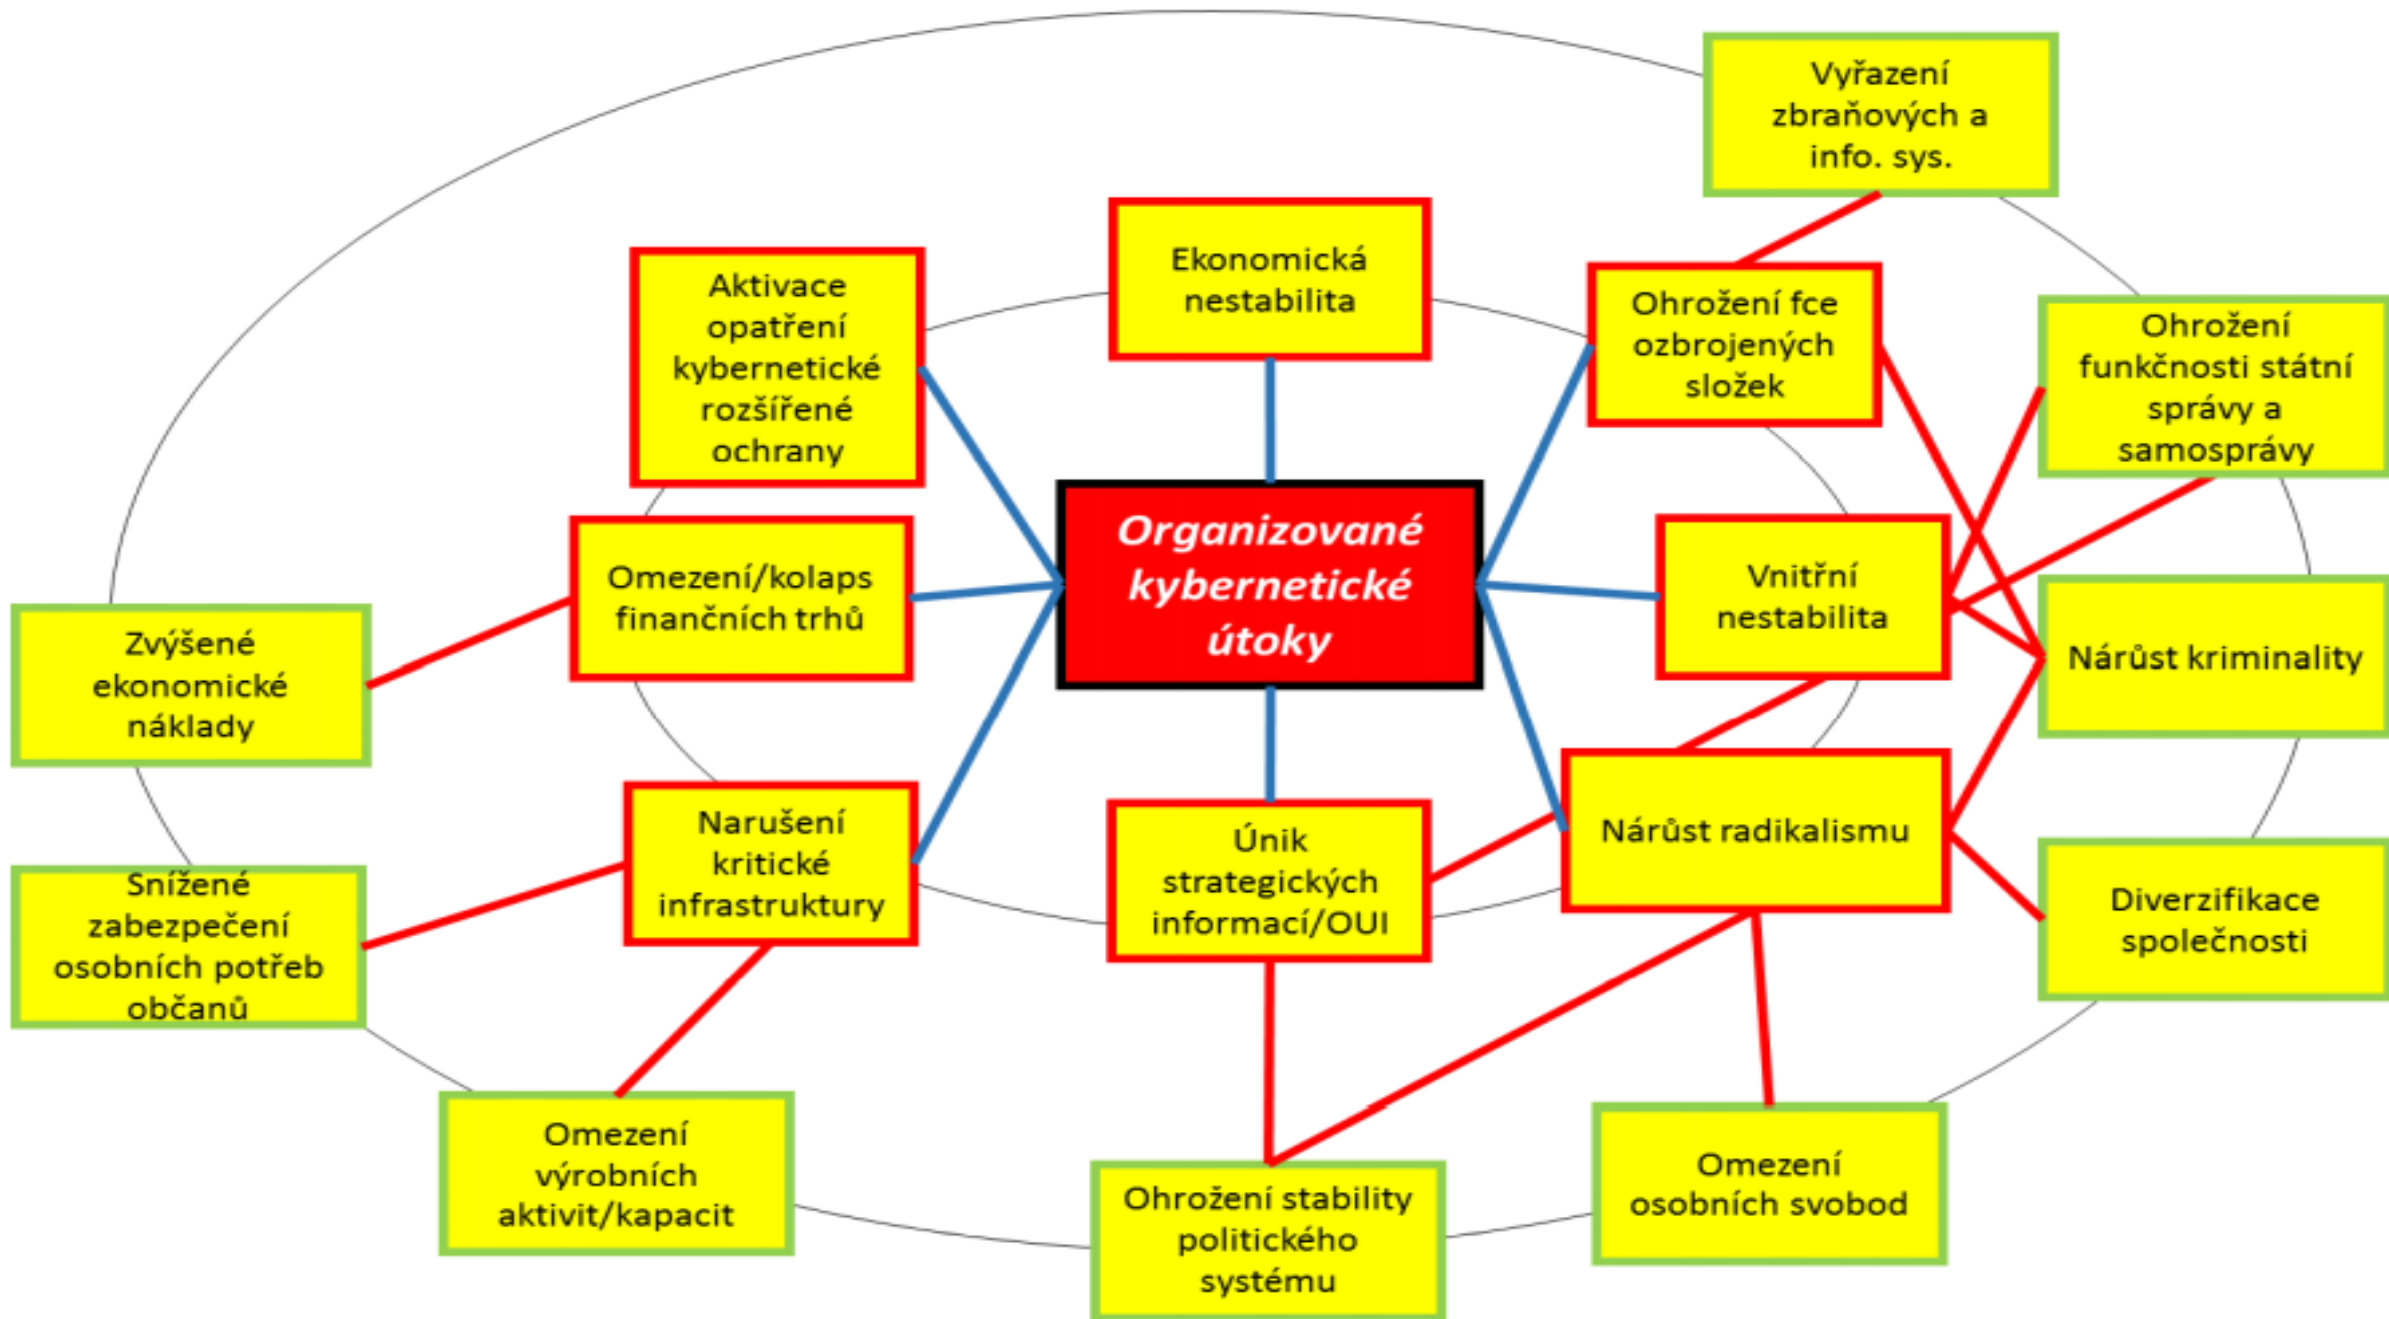 Vyřazení
zbraňových a
info. sys.
Ekonomická
nestabilita
Aktivace
opatření
kybernetické
rozšířené
ochrany
Ohrožení fce
ozbrojených
složek
Ohrožení
funkčnosti státní
správy a
samosprávy
Organizované
kybernetické
útoky
Omezení/kolaps
finančních trhů
Vnitřní
nestabilita
Zvýšené
ekonomické
náklady
Nárůst kriminality
Narušení
kritické
infrastruktury
Únik
strategických
informací/OUI
Nárůst radikalismu
Snížené
zabezpečení
osobních potřeb
občanů
Diverzifikace
společnosti
Omezení
výrobních
aktivit/kapacit
Ohrožení stability
politického
systému
Omezení
osobních svobod